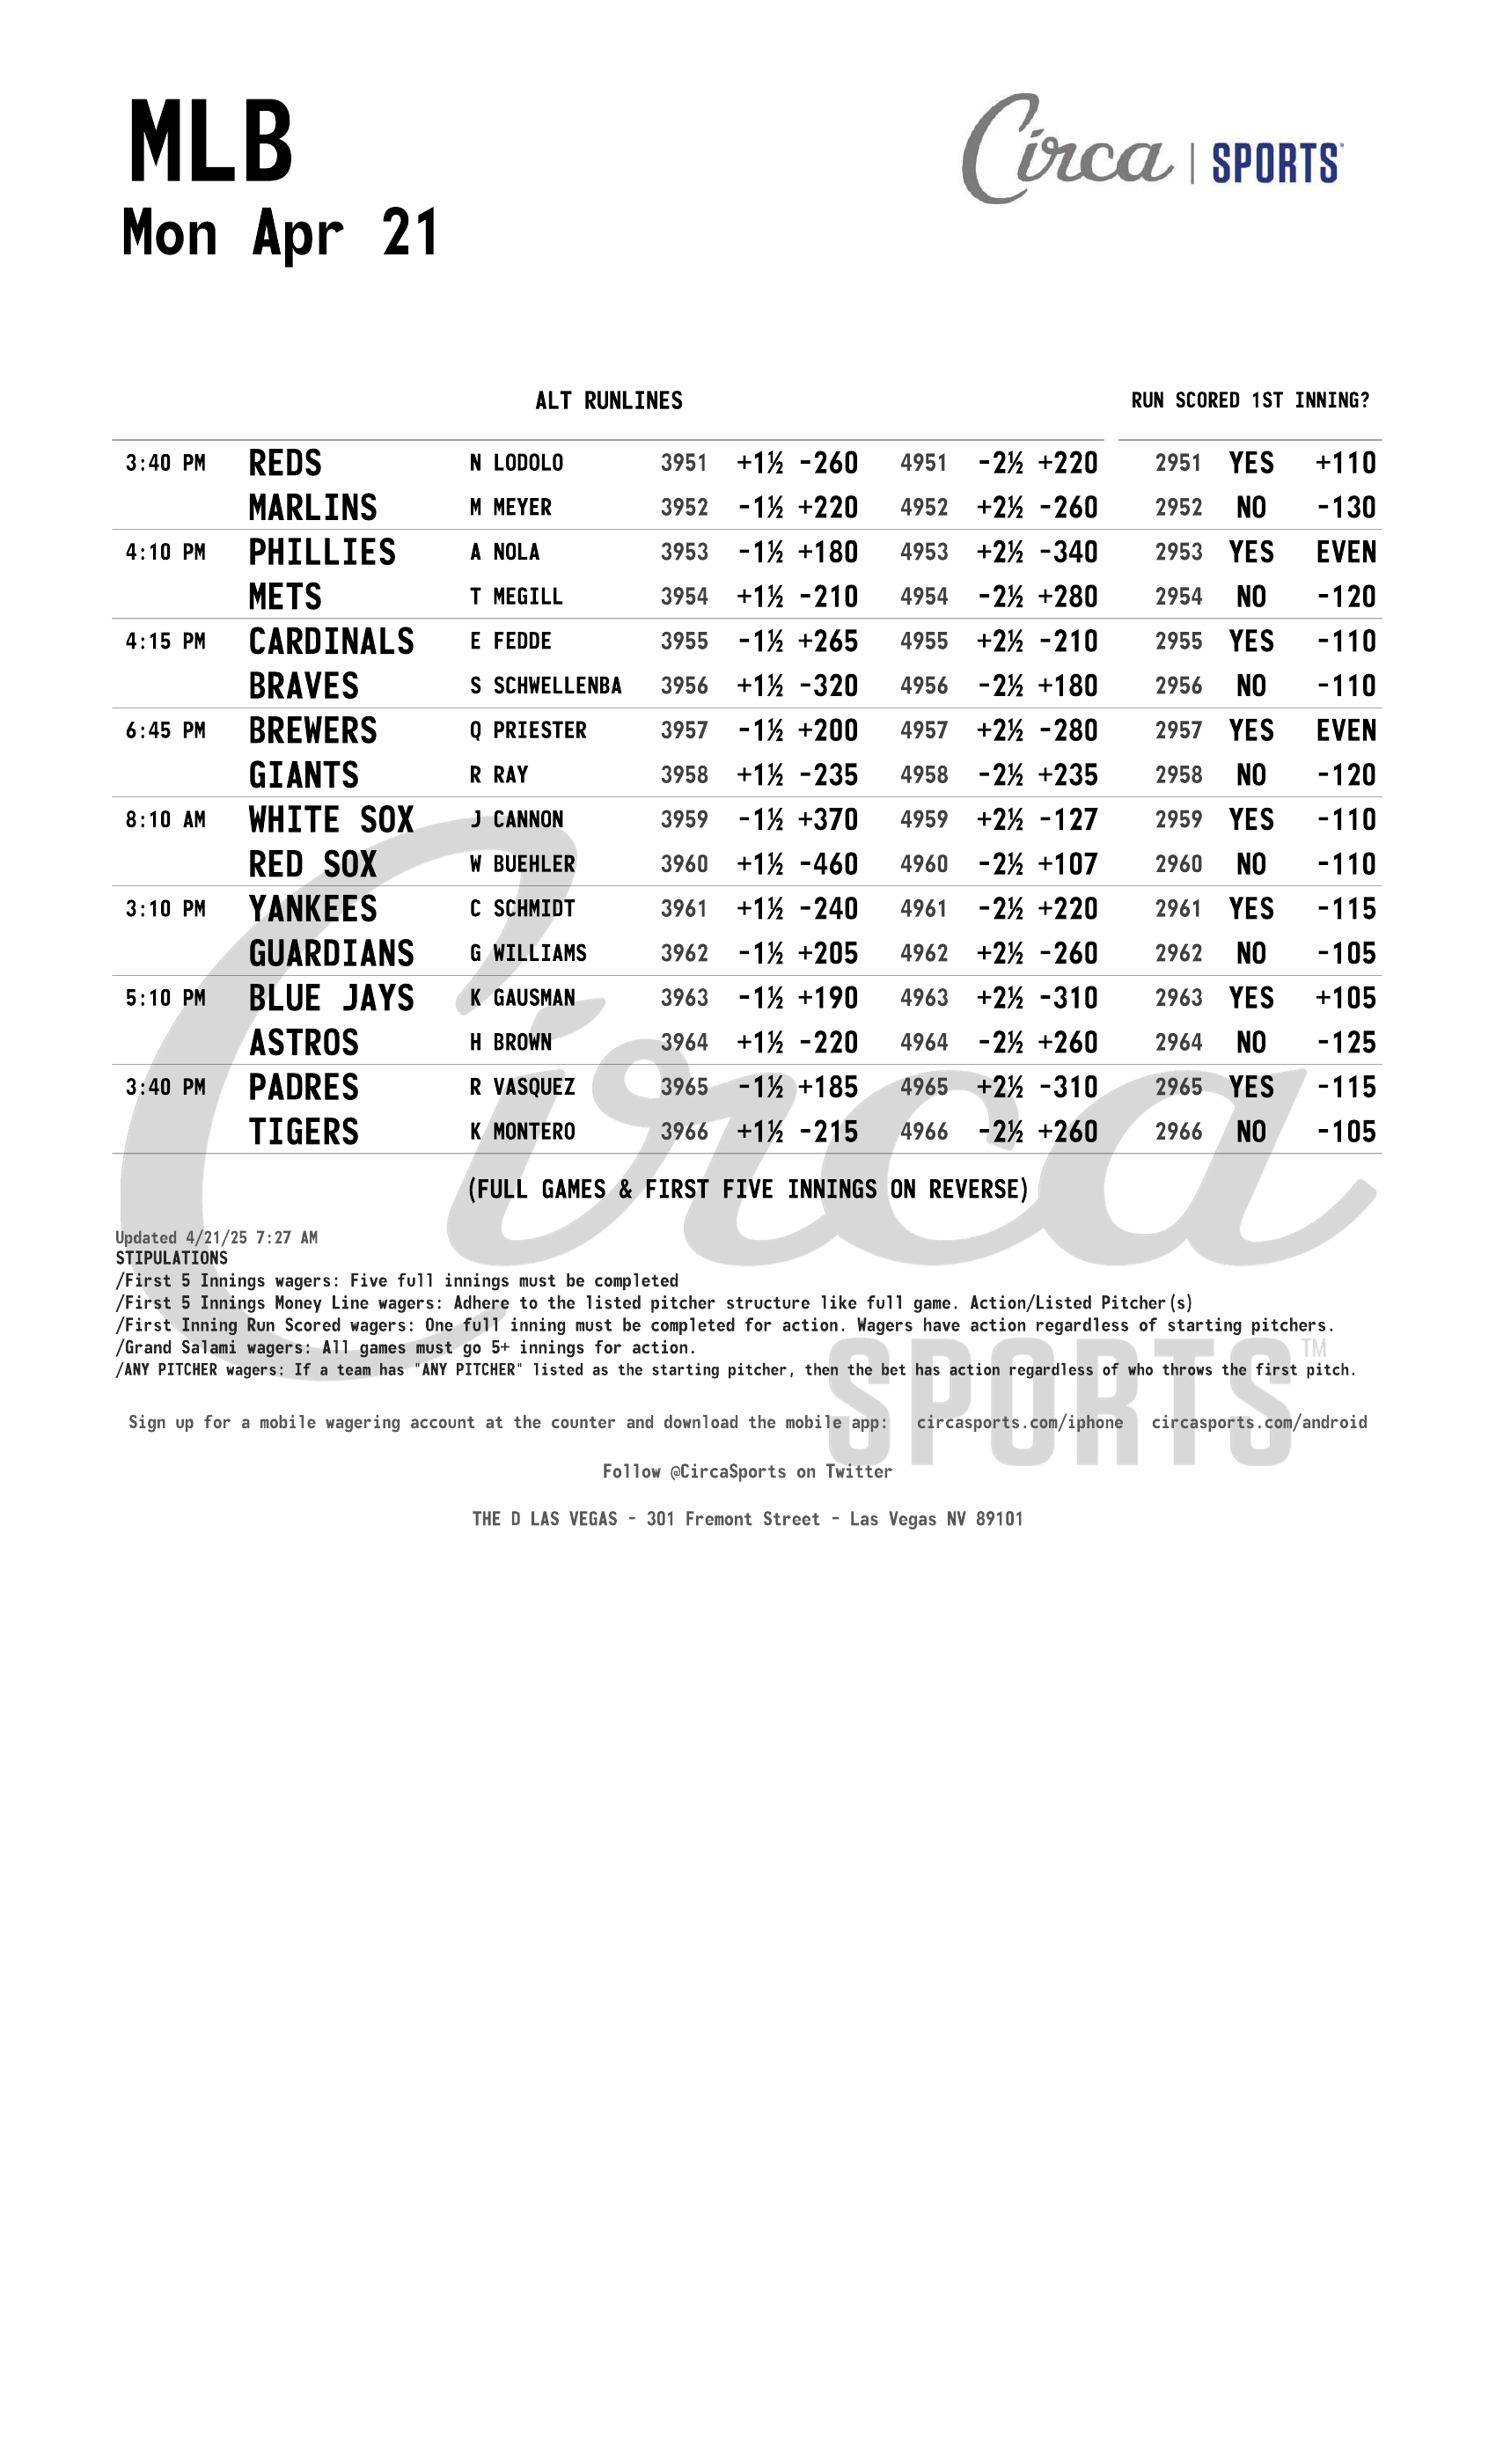 MLB
Circa | SPORTS
Mon Apr 21
ALT RUNLINES RUN SCORED 1ST INNING?
3:40 PM REDS N LODOLO 3951 +1½ -260 4951 -2½ +220 2951 YES +110
MARLINS M MEYER 3952 -1½ +220 4952 +2½ -260 2952 NO -130
4:10 PM PHILLIES A NOLA 3953 -1½ +180 4953 +2½ -340 2953 YES EVEN
METS T MEGILL 3954 +1½ -210 4954 -2½ +280 2954 NO -120
4:15 PM CARDINALS E FEDDE 3955 -1½ +265 4955 +2½ -210 2955 YES -110
BRAVES S SCHWELLENBA 3956 +1½ -320 4956 -2½ +180 2956 NO -110
6:45 PM BREWERS Q PRIESTER 3957 -1½ +200 4957 +2½ -280 2957 YES EVEN
GIANTS R RAY 3958 +1½ -235 4958 -2½ +235 2958 NO -120
8:10 AM WHITE SOX J CANNON 3959 -1½ +370 4959 +2½ -127 2959 YES -110
RED SOX W BUEHLER 3960 +1½ -460 4960 -2½ +107 2960 NO -110
3:10 PM YANKEES C SCHMIDT 3961 +1½ -240 4961 -2½ +220 2961 YES -115
GUARDIANS G WILLIAMS 3962 -1½ +205 4962 +2½ -260 2962 NO -105
5:10 PM BLUE JAYS K GAUSMAN 3963 -1½ +190 4963 +2½ -310 2963 YES +105
ASTROS H BROWN 3964 +1½ -220 4964 -2½ +260 2964 NO -125
3:40 PM PADRES R VASQUEZ 3965 -1½ +185 4965 +2½ -310 2965 YES -115
TIGERS K MONTERO 3966 +1½ -215 4966 -2½ +260 2966 NO -105
(FULL GAMES & FIRST FIVE INNINGS ON REVERSE)
Updated 4/21/25 7:27 AM
STIPULATIONS
/First 5 Innings wagers: Five full innings must be completed
/First 5 Innings Money Line wagers: Adhere to the listed pitcher structure like full game. Action/Listed Pitcher(s)
/First Inning Run Scored wagers: One full inning must be completed for action. Wagers have action regardless of starting pitchers.
/Grand Salami wagers: All games must go 5+ innings for action.
/ANY PITCHER wagers: If a team has "ANY PITCHER" listed as the starting pitcher, then the bet has action regardless of who throws the first pitch.
Circa
SPORTS™
Sign up for a mobile wagering account at the counter and download the mobile app: circasports.com/iphone circasports.com/android
Follow @CircaSports on Twitter
THE D LAS VEGAS - 301 Fremont Street - Las Vegas NV 89101